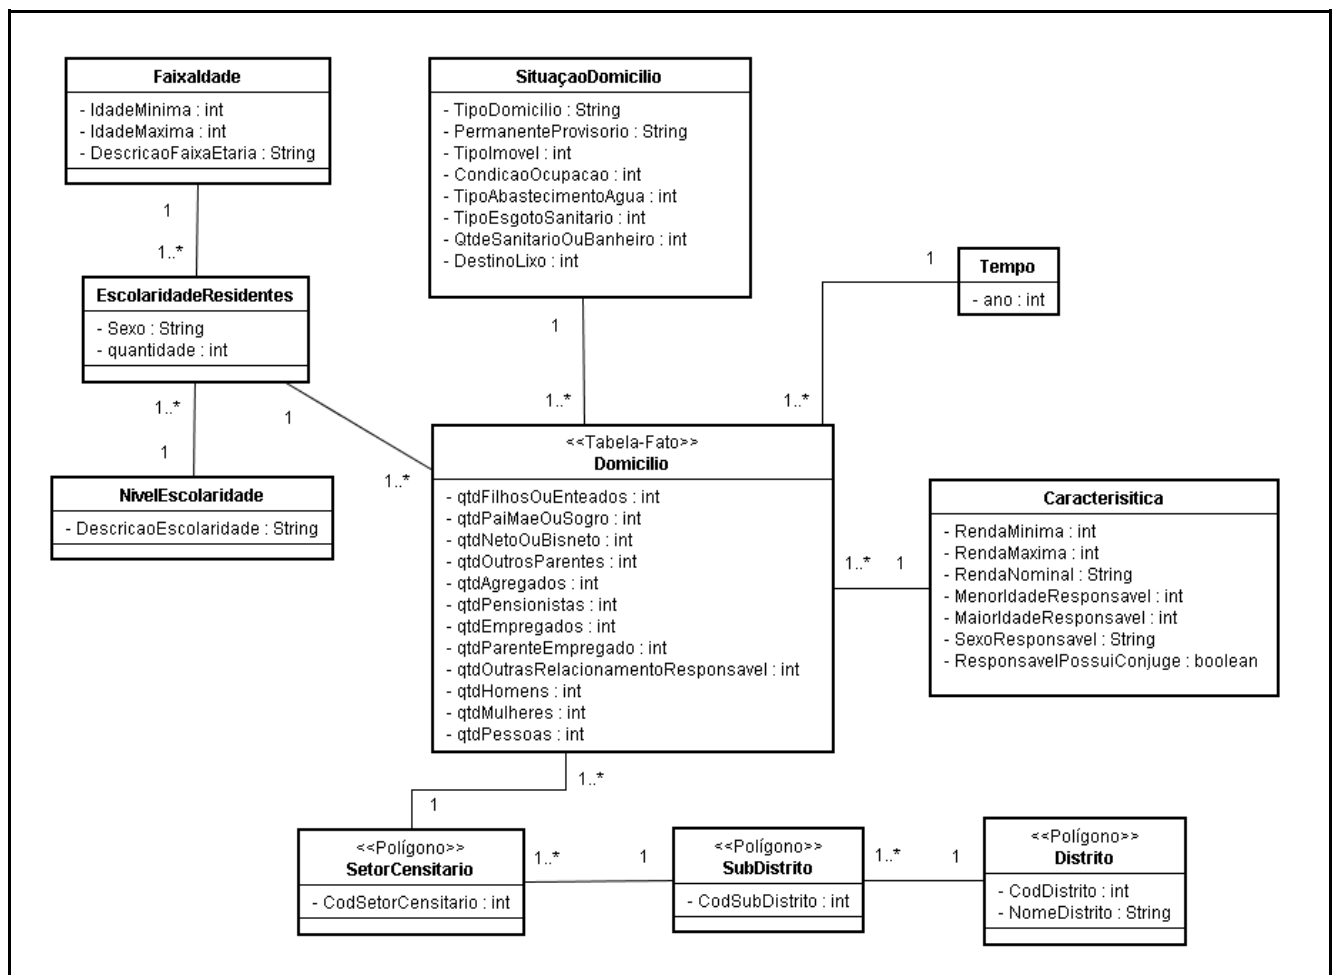 FaixaIdade
- IdadeMinima : int
- IdadeMaxima : int
- DescricaoFaixaEtaria : String
1
1..*
EscolaridadeResidentes
- Sexo : String
- quantidade : int
1..*
1
1
1..*
NivelEscolaridade
- DescricaoEscolaridade : String
SituaçaoDomicilio
- TipoDomicilio : String
- PermanenteProvisorio : String
- TipoImovel : int
- CondicaoOcupacao : int
- TipoAbastecimentoAgua : int
- TipoEsgotoSanitario : int
- QtdeSanitarioOuBanheiro : int
- DestinoLixo : int
1
1..*
1
Tempo
- ano : int
1..*
<<Tabela-Fato>>
Domicilio
- qtdFilhosOuEnteados : int
- qtdPaiMaeOuSogro : int
- qtdNetoOuBisneto : int
- qtdOutrosParentes : int
- qtdAgregados : int
- qtdPensionistas : int
- qtdEmpregados : int
- qtdParenteEmpregado : int
- qtdOutrasRelacionamentoResponsavel : int
- qtdHomens : int
- qtdMulheres : int
- qtdPessoas : int
1..* 1
Caracterisitica
- RendaMinima : int
- RendaMaxima : int
- RendaNominal : String
- MenorIdadeResponsavel : int
- MaiorIdadeResponsavel : int
- SexoResponsavel : String
- ResponsavelPossuiConjuge : boolean
1..*
1
<<Polígono>>
SetorCensitario
- CodSetorCensitario : int
1..* 1
<<Polígono>>
SubDistrito
- CodSubDistrito : int
1..* 1
<<Polígono>>
Distrito
- CodDistrito : int
- NomeDistrito : String